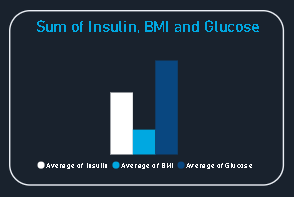 Sum of Insulin, BMI and Glucose
Average of Insulin Average of BMI Average of Glucose